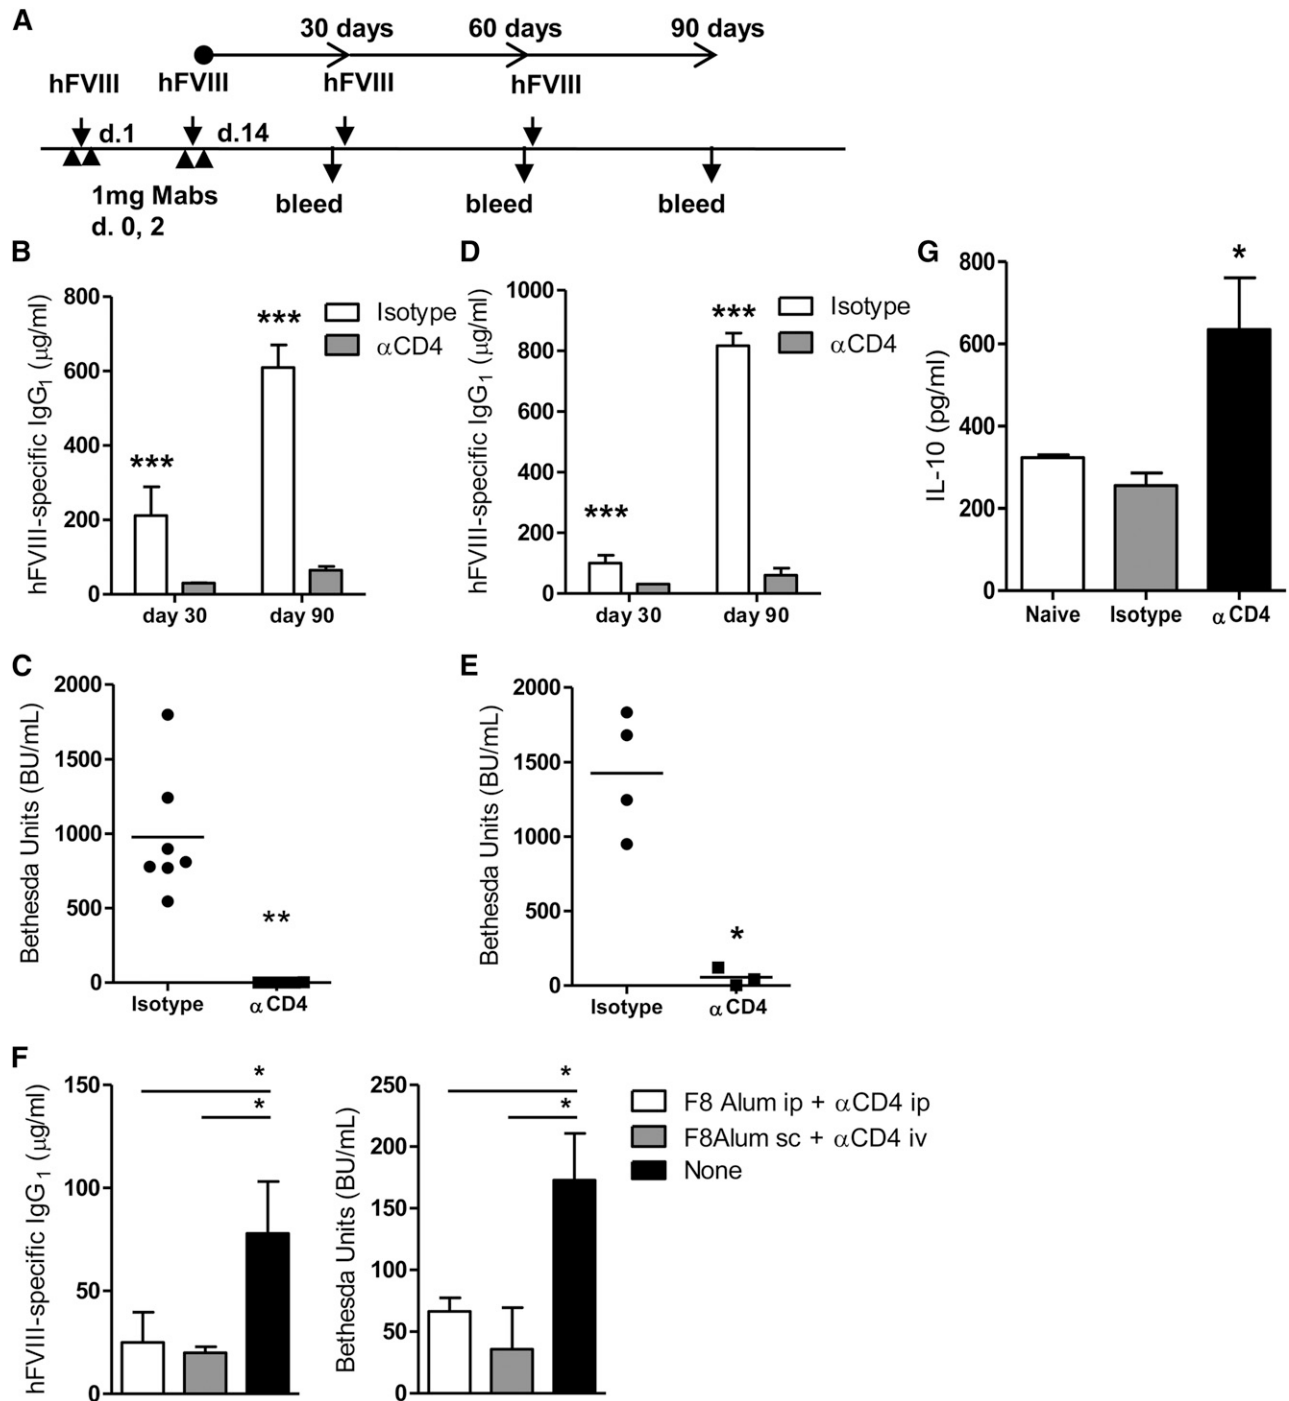 A
30 days 60 days 90 days
hFVIII hFVIII hFVIII hFVIII
d.1 d.14
1mg Mabs
d. 0, 2
bleed bleed bleed
B
hFVIII-specific IgG1 (μg/ml)
800
600
400
200
0
***
***
Isotype
αCD4
day 30 day 90
D
hFVIII-specific IgG1 (μg/ml)
1000
800
600
400
200
0
***
***
Isotype
αCD4
day 30 day 90
G
IL-10 (pg/ml)
800
600
400
200
0
*
Naive Isotype αCD4
C
Bethesda Units (BU/mL)
2000
1500
1000
500
0
**
Isotype αCD4
E
Bethesda Units (BU/mL)
2000
1500
1000
500
0
*
Isotype αCD4
F
hFVIII-specific IgG1 (μg/ml)
150
100
50
0
*
*
Bethesda Units (BU/mL)
250
200
150
100
50
0
*
*
F8 Alum ip + αCD4 ip
F8Alum sc + αCD4 iv
None